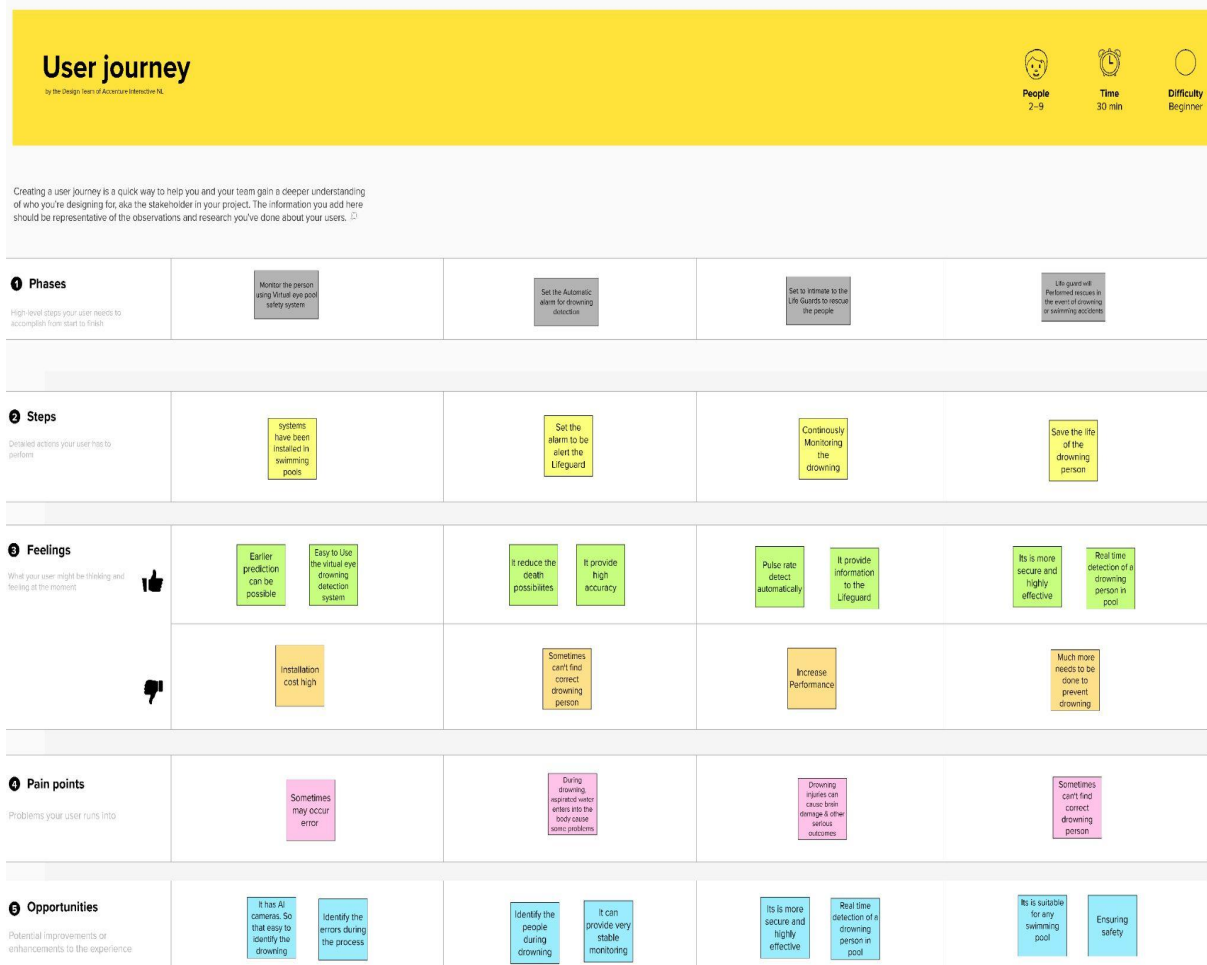 User journey
by the Design Team of Accenture Interactive NL
People
2–9
Time
30 min
Difficulty
Beginner
Creating a user journey is a quick way to help you and your team gain a deeper understanding
of who you're designing for, aka the stakeholder in your project. The information you add here
should be representative of the observations and research you've done about your users.
1 Phases
High-level steps your user needs to
accomplish from start to finish
Monitor the person
using Virtual eye pool
safety system
Set the Automatic
alarm for drowning
detection
Set to intimate to the
Life Guards to rescue
the people
Life guard will
Performed rescues in
the event of drowning
or swimming accidents
2 Steps
Detailed actions your user has to
perform
systems
have been
installed in
swimming
pools
Set the
alarm to be
alert the
Lifeguard
Continously
Monitoring
the
drowning
Save the life
of the
drowning
person
3 Feelings
What your user might be thinking and
feeling at the moment
Earlier
prediction
can be
possible
Easy to Use
the virtual eye
drowning
detection
system
It reduce the
death
possibilites
It provide
high
accuracy
Pulse rate
detect
automatically
It provide
information
to the
Lifeguard
Its is more
secure and
highly
effective
Real time
detection of a
drowning
person in
pool
Installation
cost high
Sometimes
can't find
correct
drowning
person
Increase
Performance
Much more
needs to be
done to
prevent
drowning
4 Pain points
Problems your user runs into
Sometimes
may occur
error
During
drowning,
aspirated water
enters into the
body cause
some problems
Drowning
injuries can
cause brain
damage & other
serious
outcomes
Sometimes
can't find
correct
drowning
person
5 Opportunities
Potential improvements or
enhancements to the experience
It has AI
cameras. So
that easy to
identify the
drowning
Identify the
errors during
the process
Identify the
people
during
drowning
It can
provide very
stable
monitoring
Its is more
secure and
highly
effective
Real time
detection of a
drowning
person in
pool
Its is suitable
for any
swimming
pool
Ensuring
safety